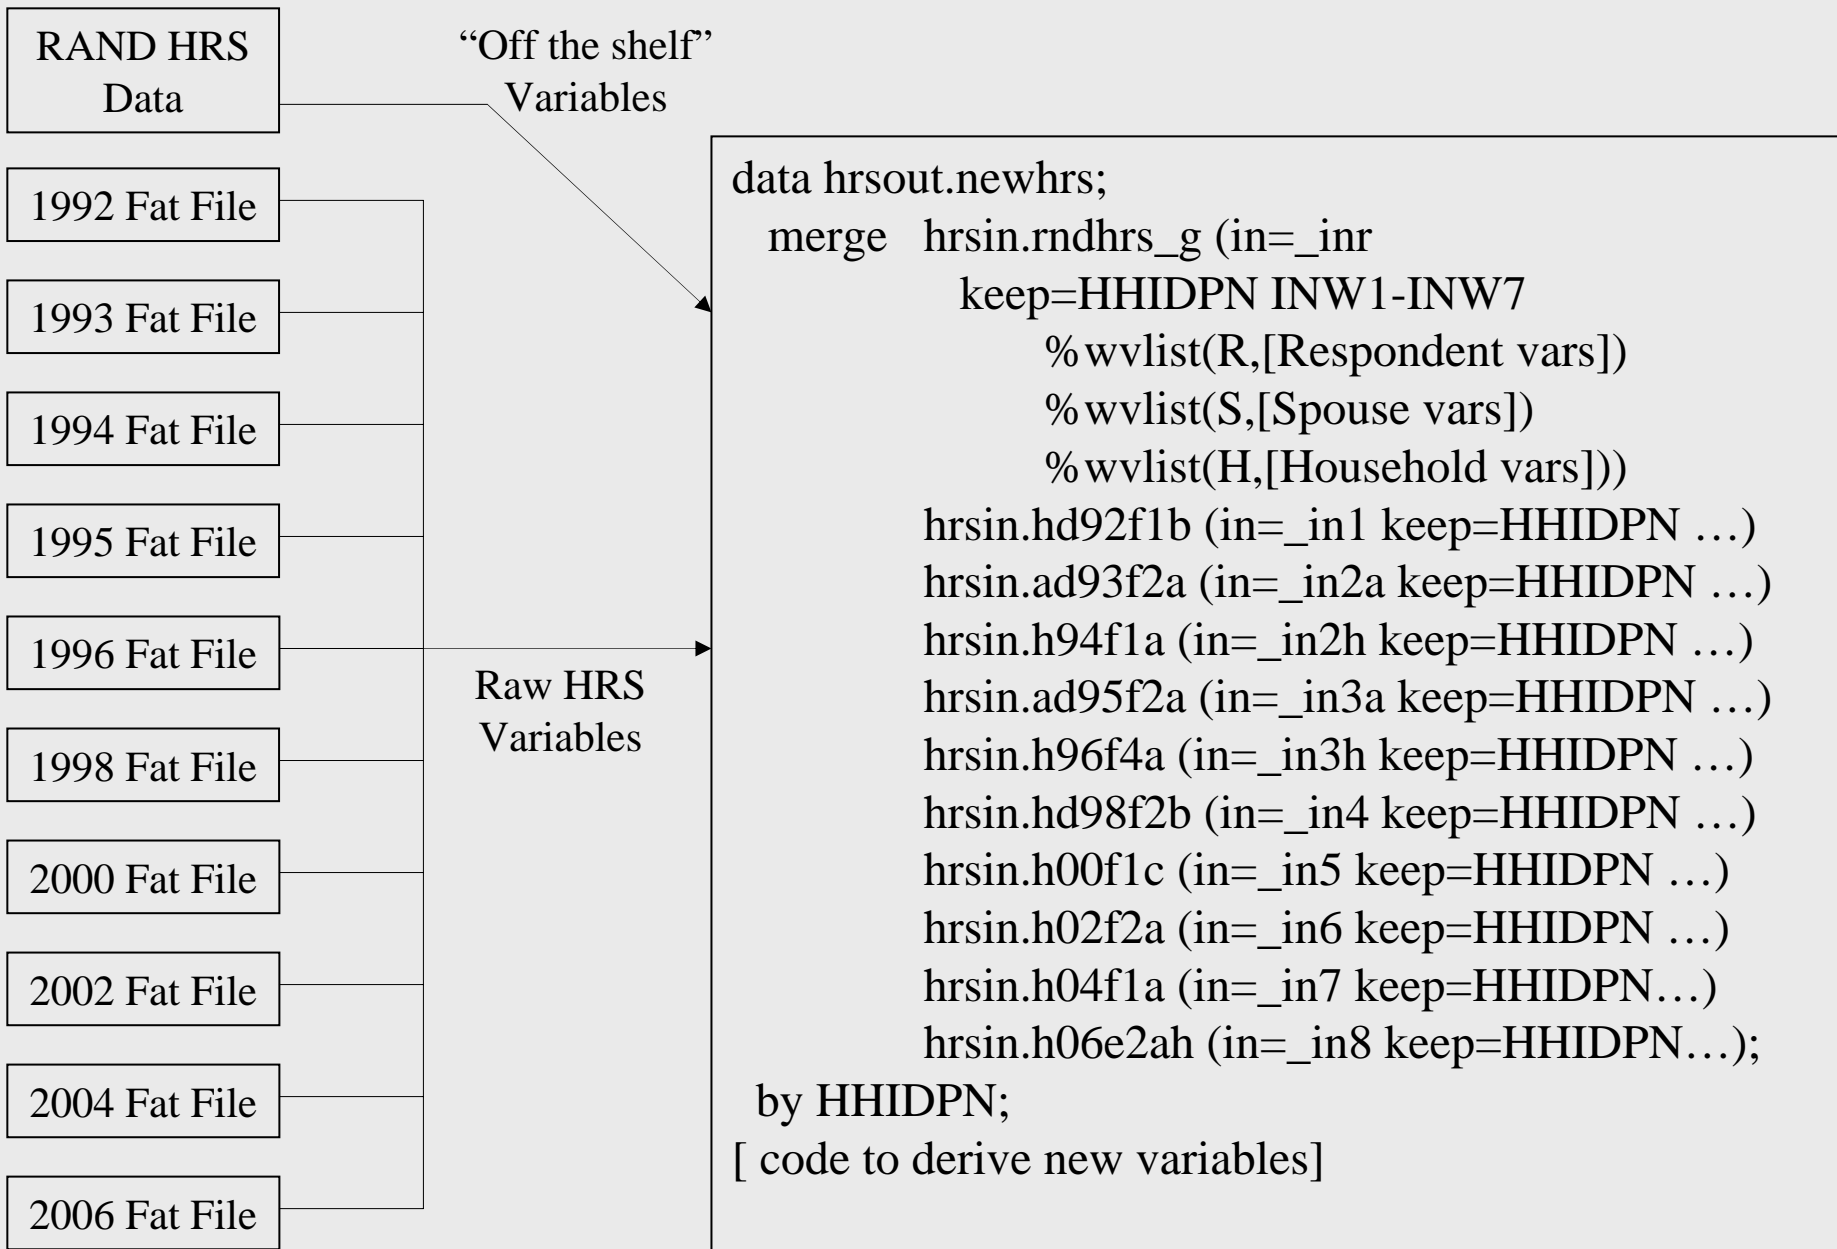 RAND HRS
Data
“Off the shelf”
Variables
1992 Fat File
1993 Fat File
1994 Fat File
1995 Fat File
1996 Fat File
1998 Fat File
2000 Fat File
2002 Fat File
2004 Fat File
2006 Fat File
Raw HRS
Variables
data hrsout.newhrs;
merge hrsin.rndhrs_g (in=_inr
keep=HHIDPN INW1-INW7
%wvlist(R,[Respondent vars])
%wvlist(S,[Spouse vars])
%wvlist(H,[Household vars]))
hrsin.hd92f1b (in=_in1 keep=HHIDPN …)
hrsin.ad93f2a (in=_in2a keep=HHIDPN …)
hrsin.h94f1a (in=_in2h keep=HHIDPN …)
hrsin.ad95f2a (in=_in3a keep=HHIDPN …)
hrsin.h96f4a (in=_in3h keep=HHIDPN …)
hrsin.hd98f2b (in=_in4 keep=HHIDPN …)
hrsin.h00f1c (in=_in5 keep=HHIDPN …)
hrsin.h02f2a (in=_in6 keep=HHIDPN …)
hrsin.h04f1a (in=_in7 keep=HHIDPN…)
hrsin.h06e2ah (in=_in8 keep=HHIDPN…);
by HHIDPN;
[ code to derive new variables]